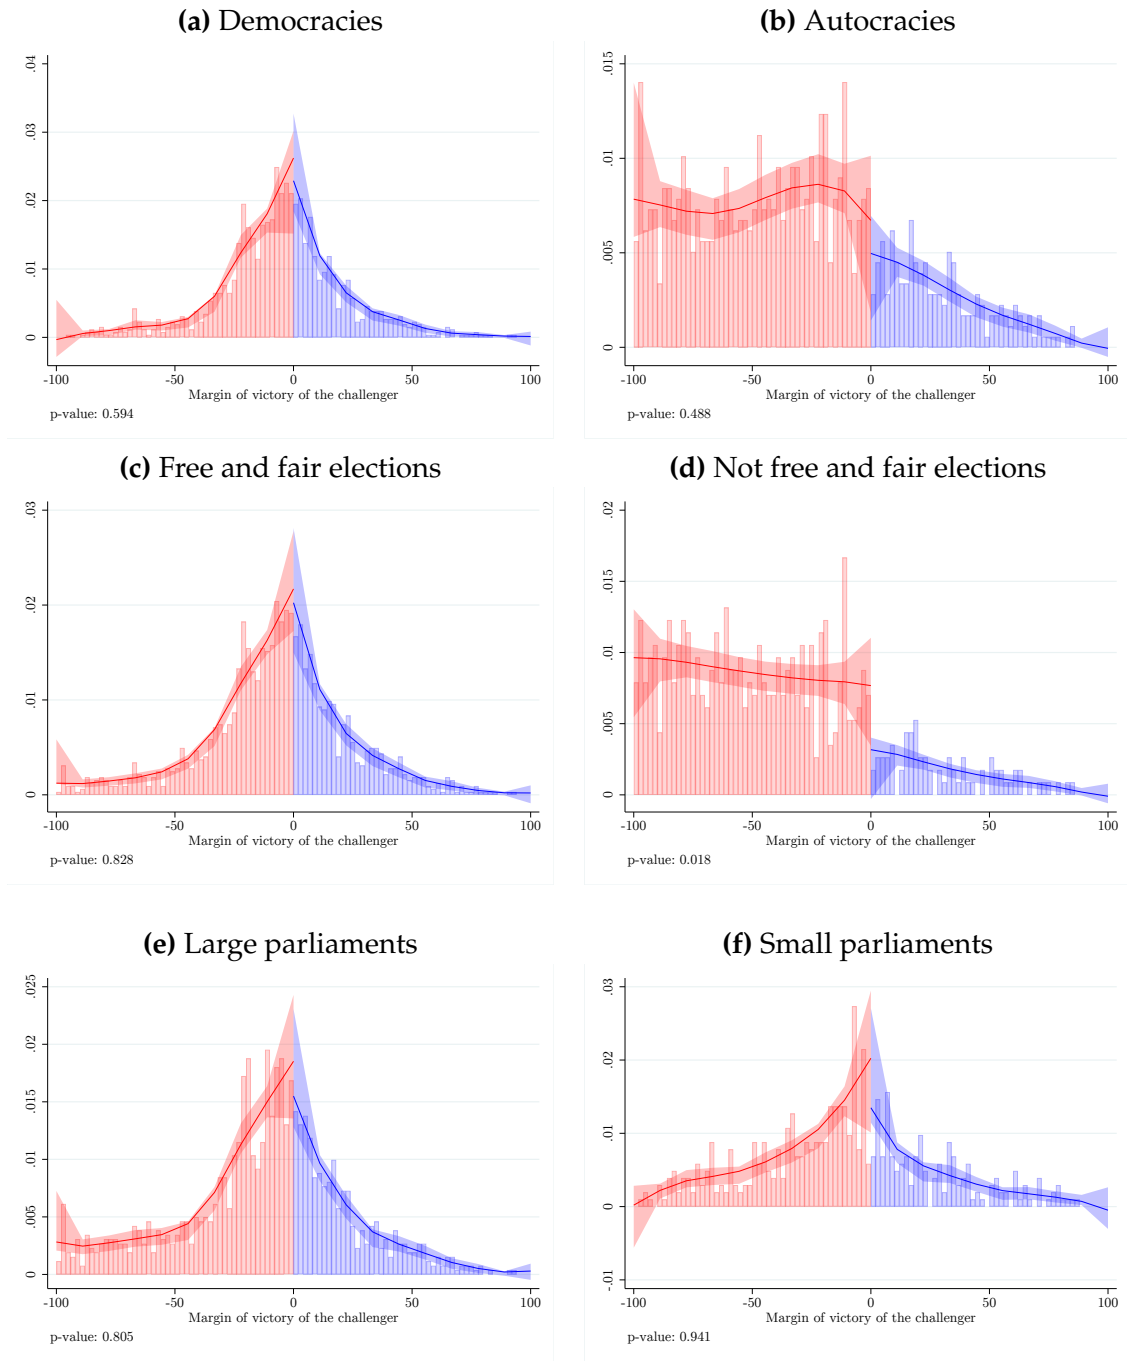 (a) Democracies
.04
.03
.02
.01
0
-100 -50 0 50 100
Margin of victory of the challenger
p-value: 0.594
(b) Autocracies
.015
.01
.005
0
-100 -50 0 50 100
Margin of victory of the challenger
p-value: 0.488
(c) Free and fair elections
.03
.02
.01
0
-100 -50 0 50 100
Margin of victory of the challenger
p-value: 0.828
(d) Not free and fair elections
.02
.015
.01
.005
0
-100 -50 0 50 100
Margin of victory of the challenger
p-value: 0.018
(e) Large parliaments
.025
.02
.015
.01
.005
0
-100 -50 0 50 100
Margin of victory of the challenger
p-value: 0.805
(f) Small parliaments
.03
.02
.01
0
-.01
-100 -50 0 50 100
Margin of victory of the challenger
p-value: 0.941